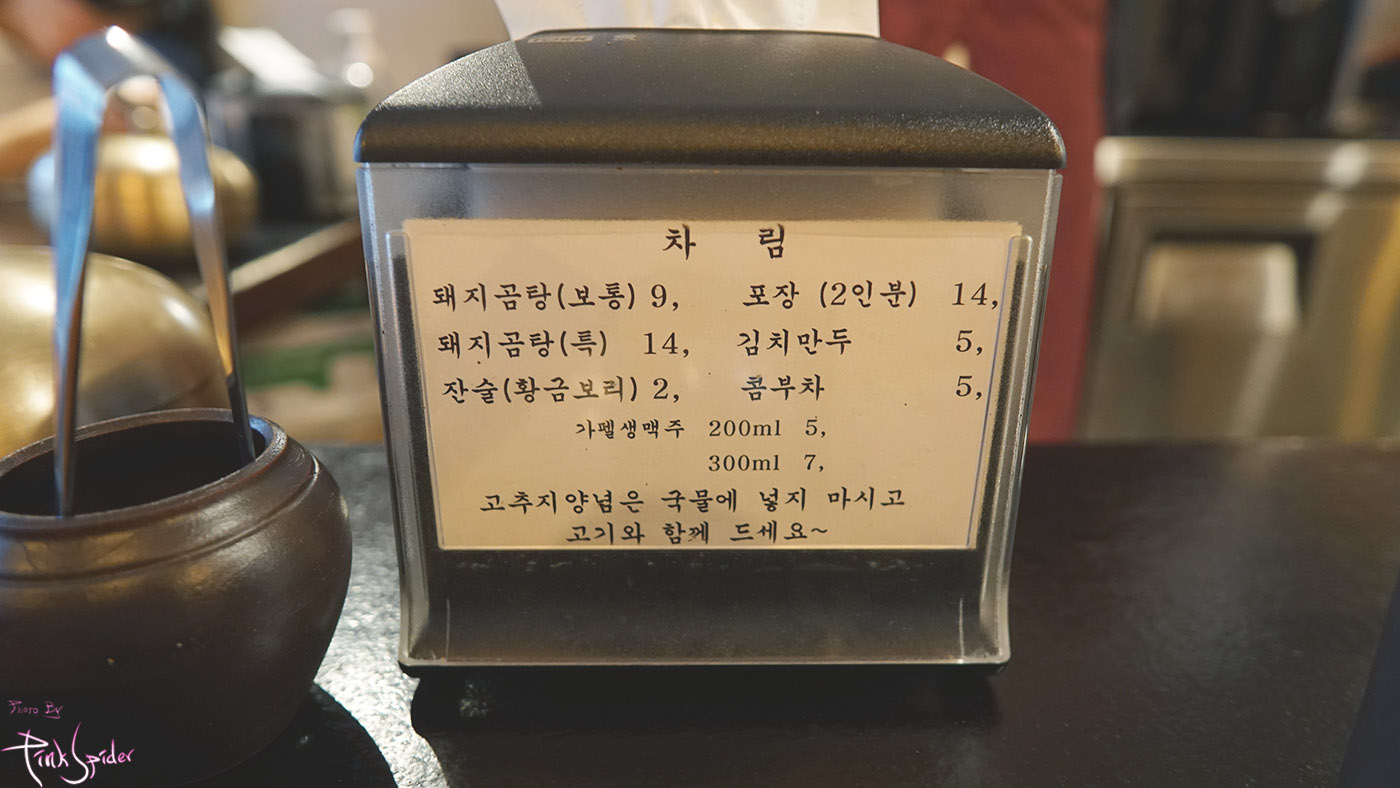 차 림
돼지곰탕(보통) 9, 포장 (2인분) 14,
돼지곰탕(특) 14, 김치만두 5,
잔술(황금보리) 2, 콤부차 5,
가펠생맥주 200ml 5,
300ml 7,
고추지양념은 국물에 넣지 마시고
고기와 함께 드세요~
Photo By
PinkSpider